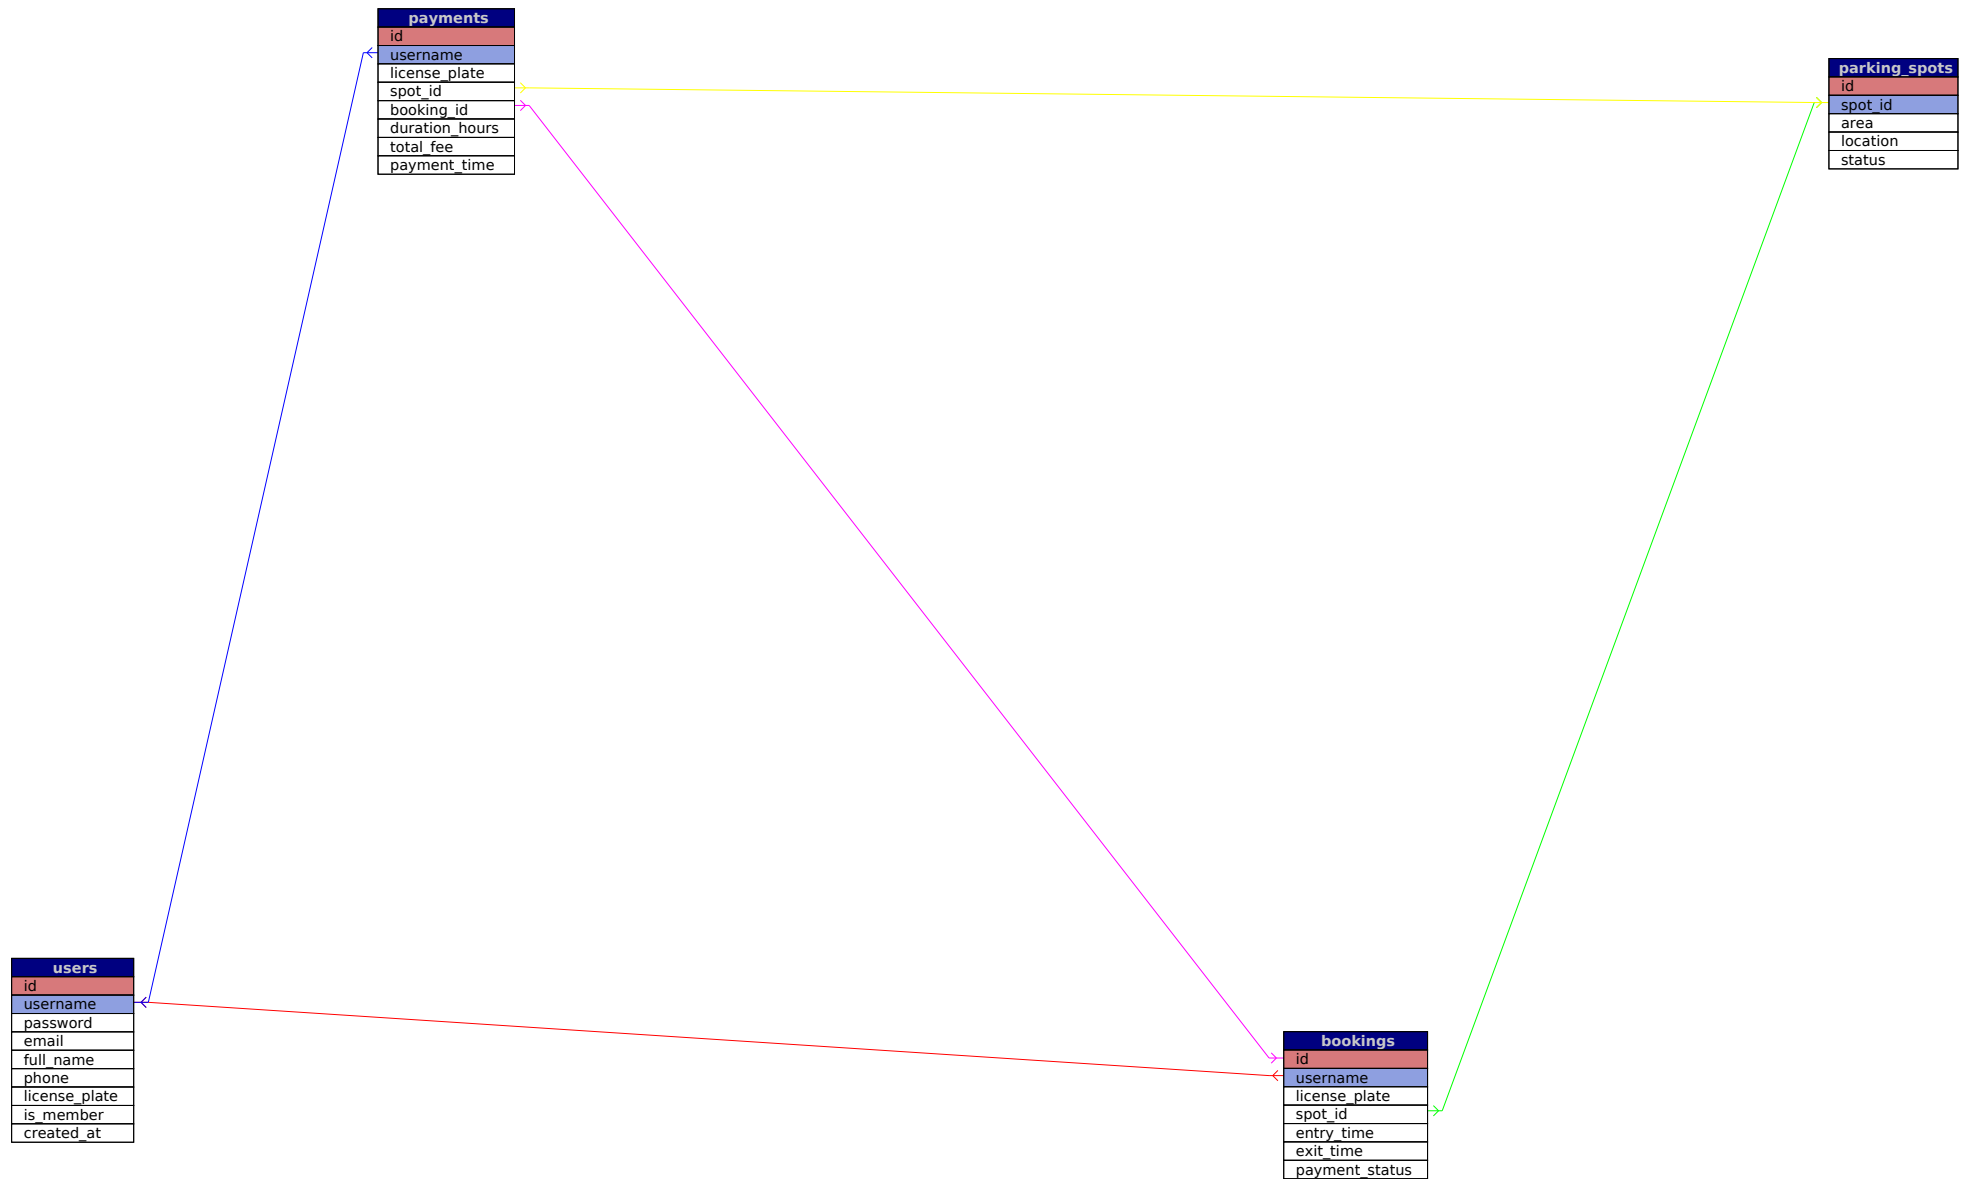 payments
id
username
license_plate
spot_id
booking_id
duration_hours
total_fee
payment_time
parking_spots
id
spot_id
area
location
status
users
id
username
password
email
full_name
phone
license_plate
is_member
created_at
bookings
id
username
license_plate
spot_id
entry_time
exit_time
payment_status